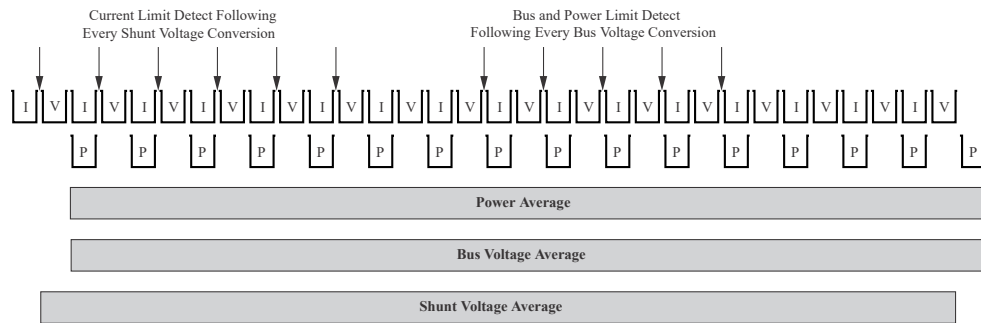 Current Limit Detect Following
Every Shunt Voltage Conversion
Bus and Power Limit Detect
Following Every Bus Voltage Conversion
I V I V I V I V I V I V I V I V I V I V I V I V I V I V I V I V
P P P P P P P P P P P P P P P P
Power Average
Bus Voltage Average
Shunt Voltage Average